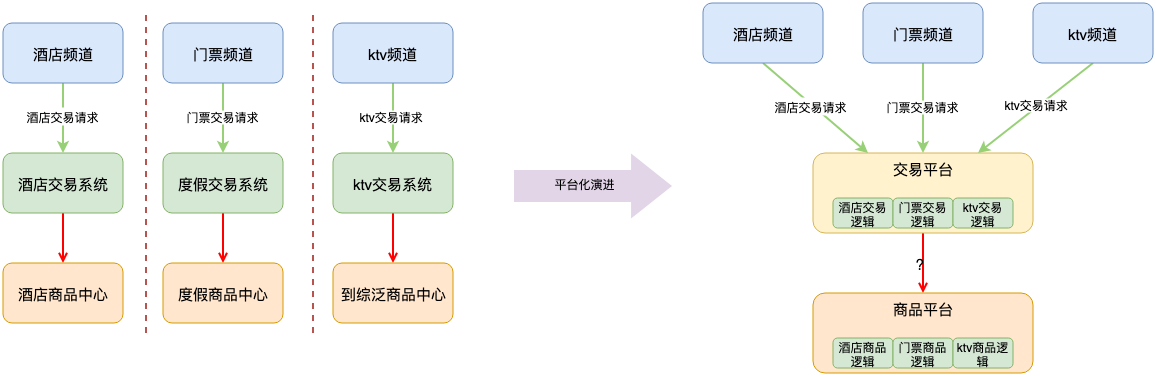 酒店频道
门票频道
ktv频道
酒店交易请求
门票交易请求
ktv交易请求
酒店交易系统
度假交易系统
ktv交易系统
酒店商品中心
度假商品中心
到综泛商品中心
平台化演进
酒店频道
门票频道
ktv频道
酒店交易请求
门票交易请求
ktv交易请求
交易平台
酒店交易
逻辑
门票交易
逻辑
ktv交易
逻辑
?
商品平台
酒店商品
逻辑
门票商品
逻辑
ktv商品逻
辑